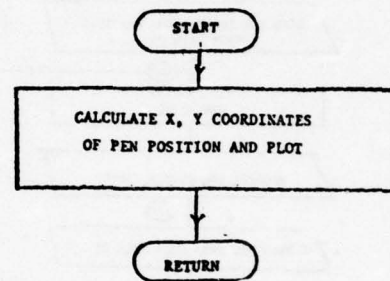 START
CALCULATE X, Y COORDINATES
OF PEN POSITION AND PLOT
RETURN